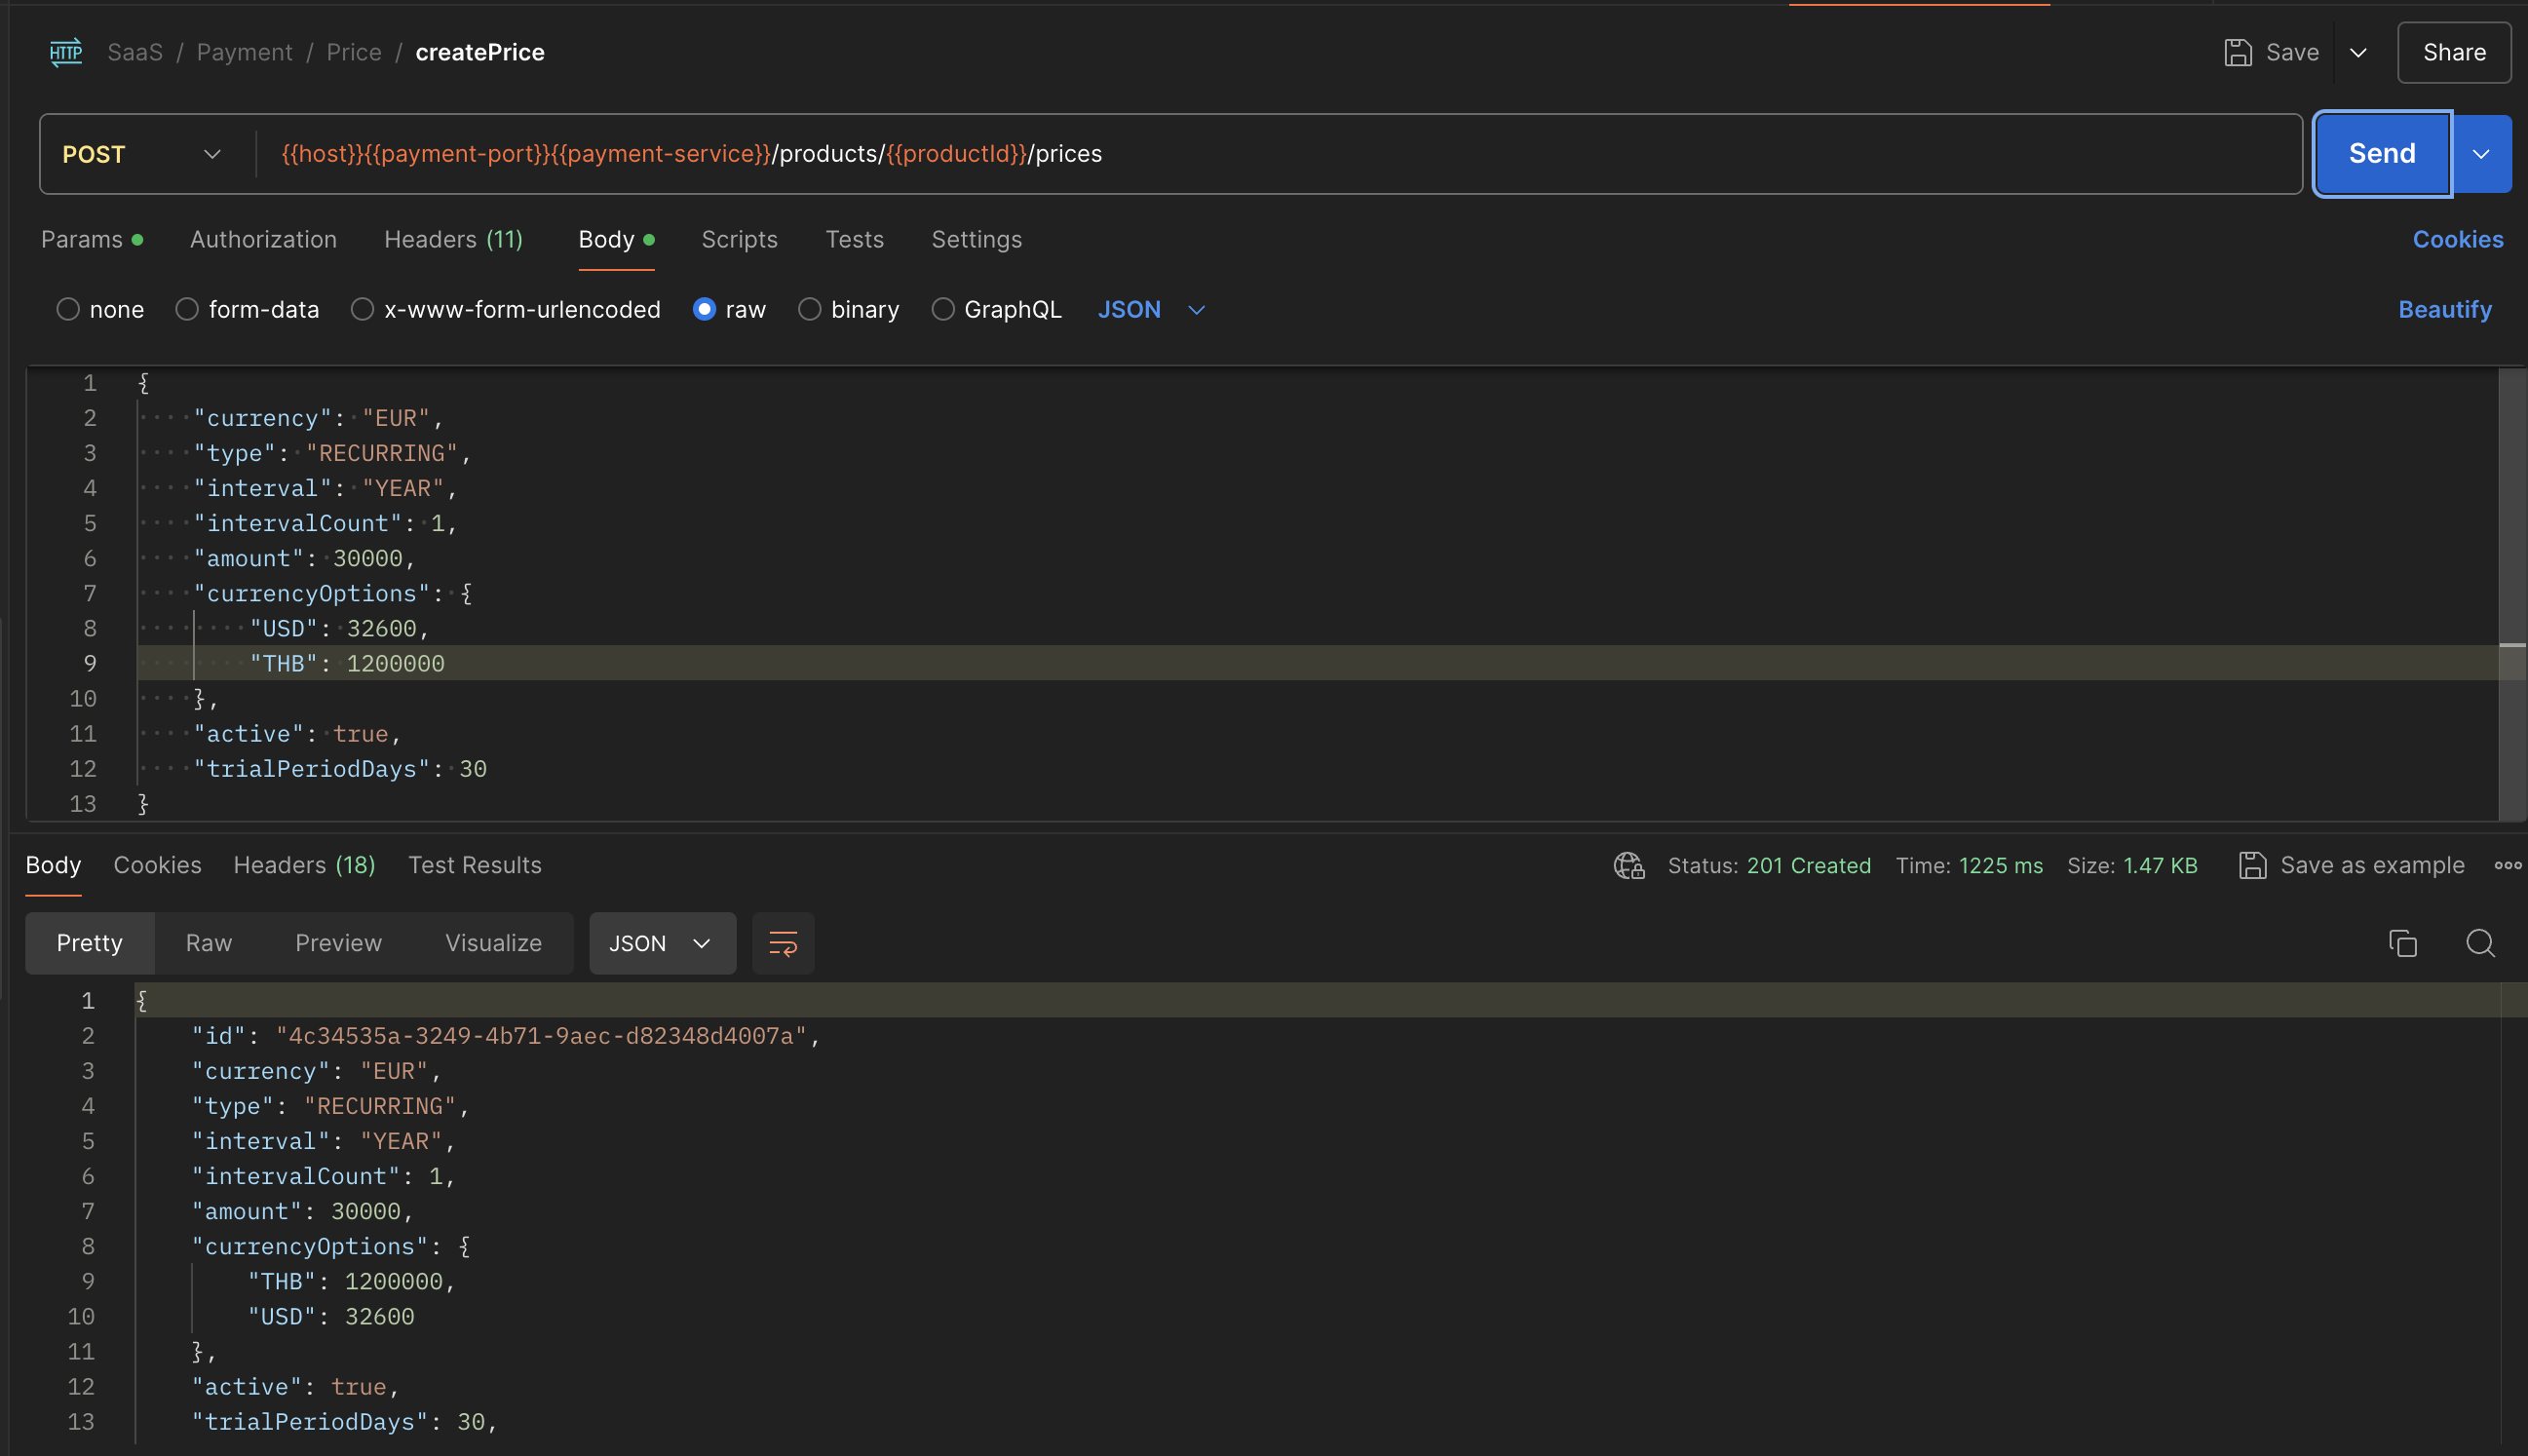 HTTP SaaS / Payment / Price / createPrice Save Share
POST {{host}}{{payment-port}}{{payment-service}}/products/{{productId}}/prices Send
Params Authorization Headers (11) Body Scripts Tests Settings Cookies
none form-data x-www-form-urlencoded raw binary GraphQL JSON Beautify
1 {
2 "currency": "EUR",
3 "type": "RECURRING",
4 "interval": "YEAR",
5 "intervalCount": 1,
6 "amount": 30000,
7 "currencyOptions": {
8 "USD": 32600,
9 "THB": 1200000
10 },
11 "active": true,
12 "trialPeriodDays": 30
13 }
Body Cookies Headers (18) Test Results Status: 201 Created Time: 1225 ms Size: 1.47 KB Save as example
Pretty Raw Preview Visualize JSON
1 {
2 "id": "4c34535a-3249-4b71-9aec-d82348d4007a",
3 "currency": "EUR",
4 "type": "RECURRING",
5 "interval": "YEAR",
6 "intervalCount": 1,
7 "amount": 30000,
8 "currencyOptions": {
9 "THB": 1200000,
10 "USD": 32600
11 },
12 "active": true,
13 "trialPeriodDays": 30,